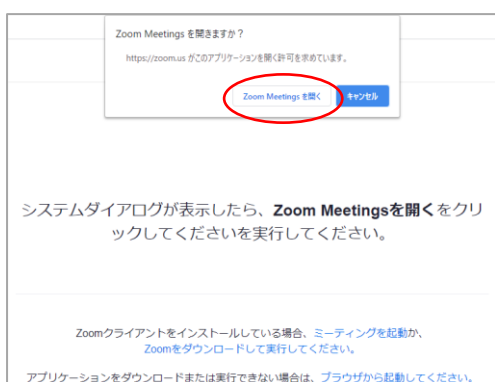 Zoom Meetings を開きますか？
https://zoom.us がこのアプリケーションを開く許可を求めています。
Zoom Meetings を開く
キャンセル
システムダイアログが表示したら、Zoom Meetingsを開くをクリ
ックしてくださいを実行してください。
Zoomクライアントをインストールしている場合、ミーティングを起動か、
Zoomをダウンロードして実行してください。
アプリケーションをダウンロードまたは実行できない場合は、ブラウザから起動してください。